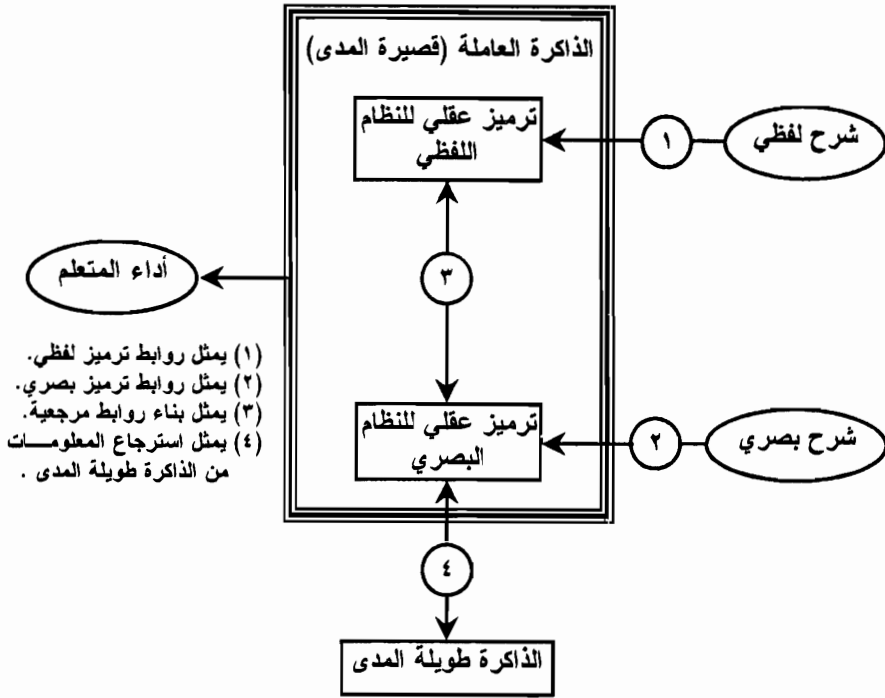 الذاكرة العاملة (قصيرة المدى)
شرح لفظي
١
ترميز عقلي للنظام
اللفظي
٣
أداء المتعلم
(١) يمثل روابط ترميز لفظي.
(٢) يمثل روابط ترميز بصري.
(٣) يمثل بناء روابط مرجعية.
(٤) يمثل استرجاع المعلومـــات
من الذاكرة طويلة المدى .
شرح بصري
٢
ترميز عقلي للنظام
البصري
٤
الذاكرة طويلة المدى